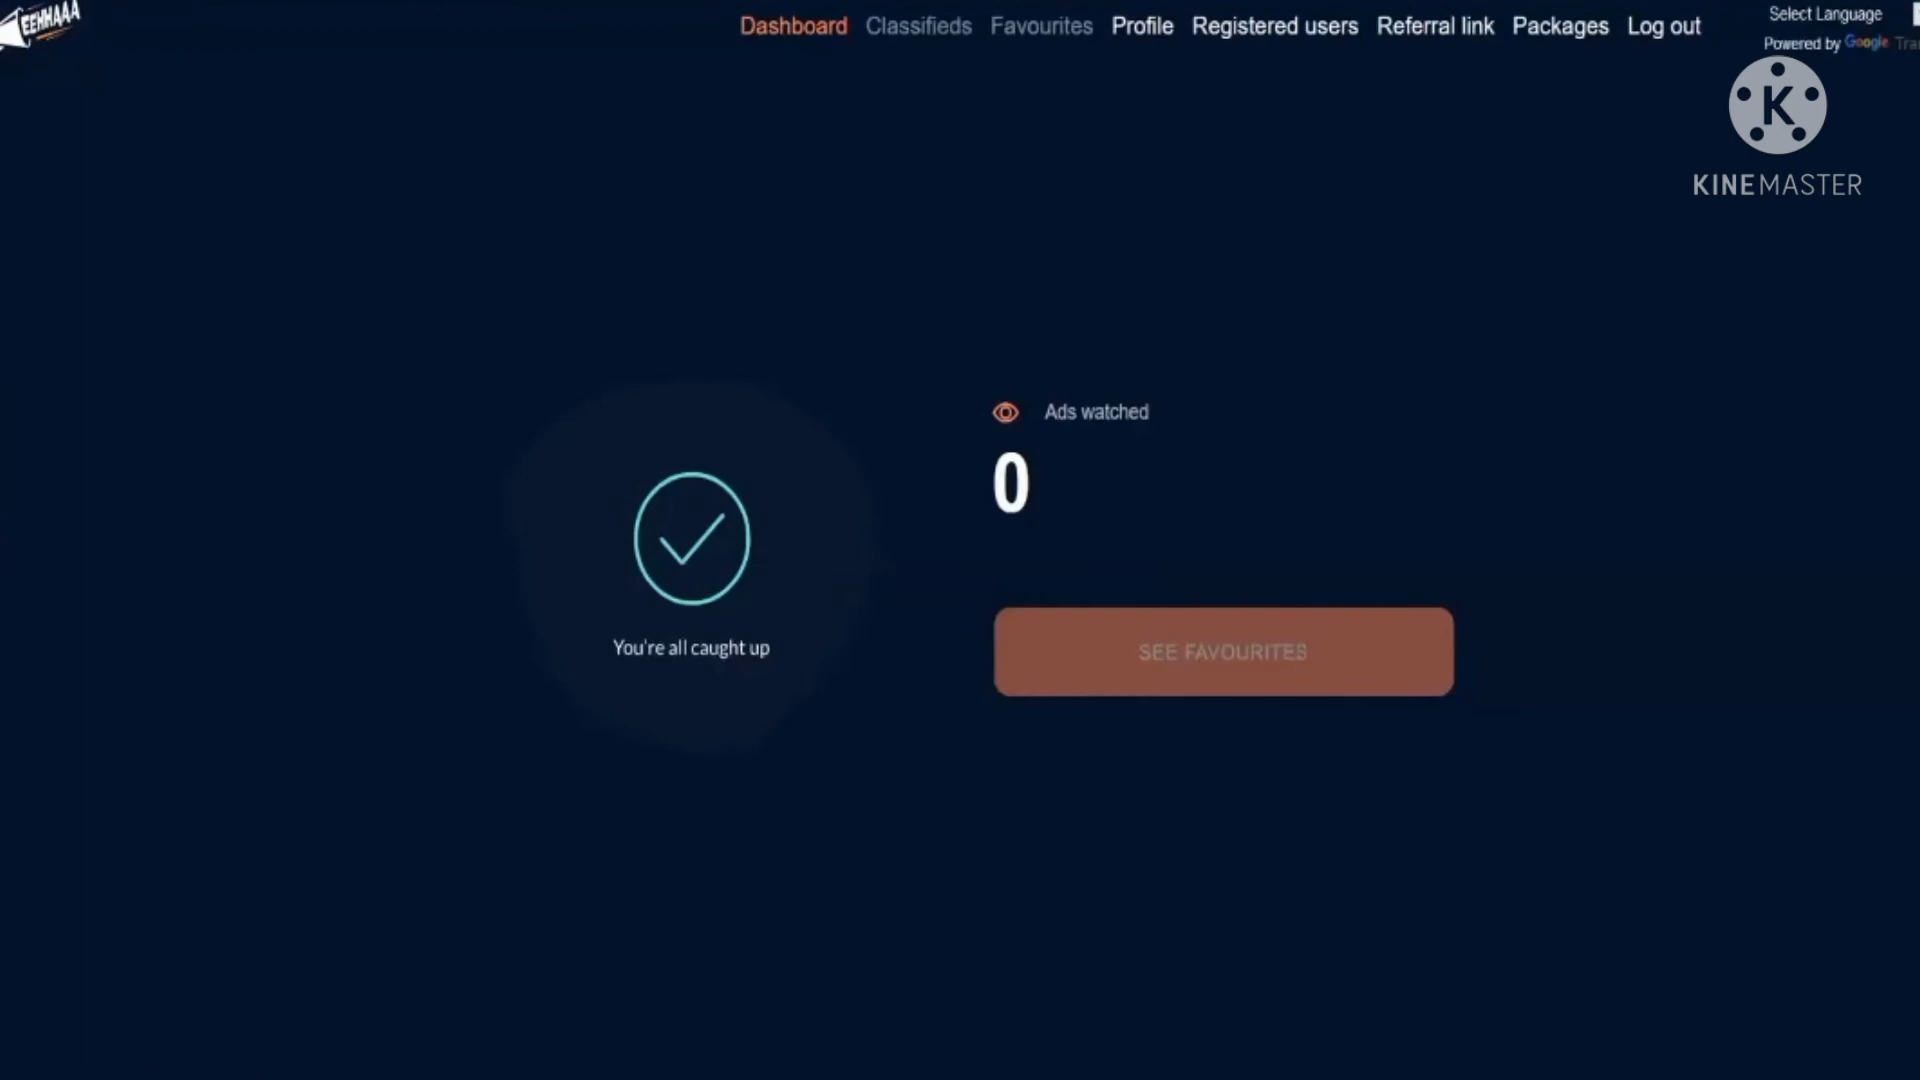 EEHHAAA
Dashboard Classifieds Favourites Profile Registered users Referral link Packages Log out
Select Language
Powered by Google
K
KINEMASTER
Ads watched
0
You're all caught up
SEE FAVOURITES